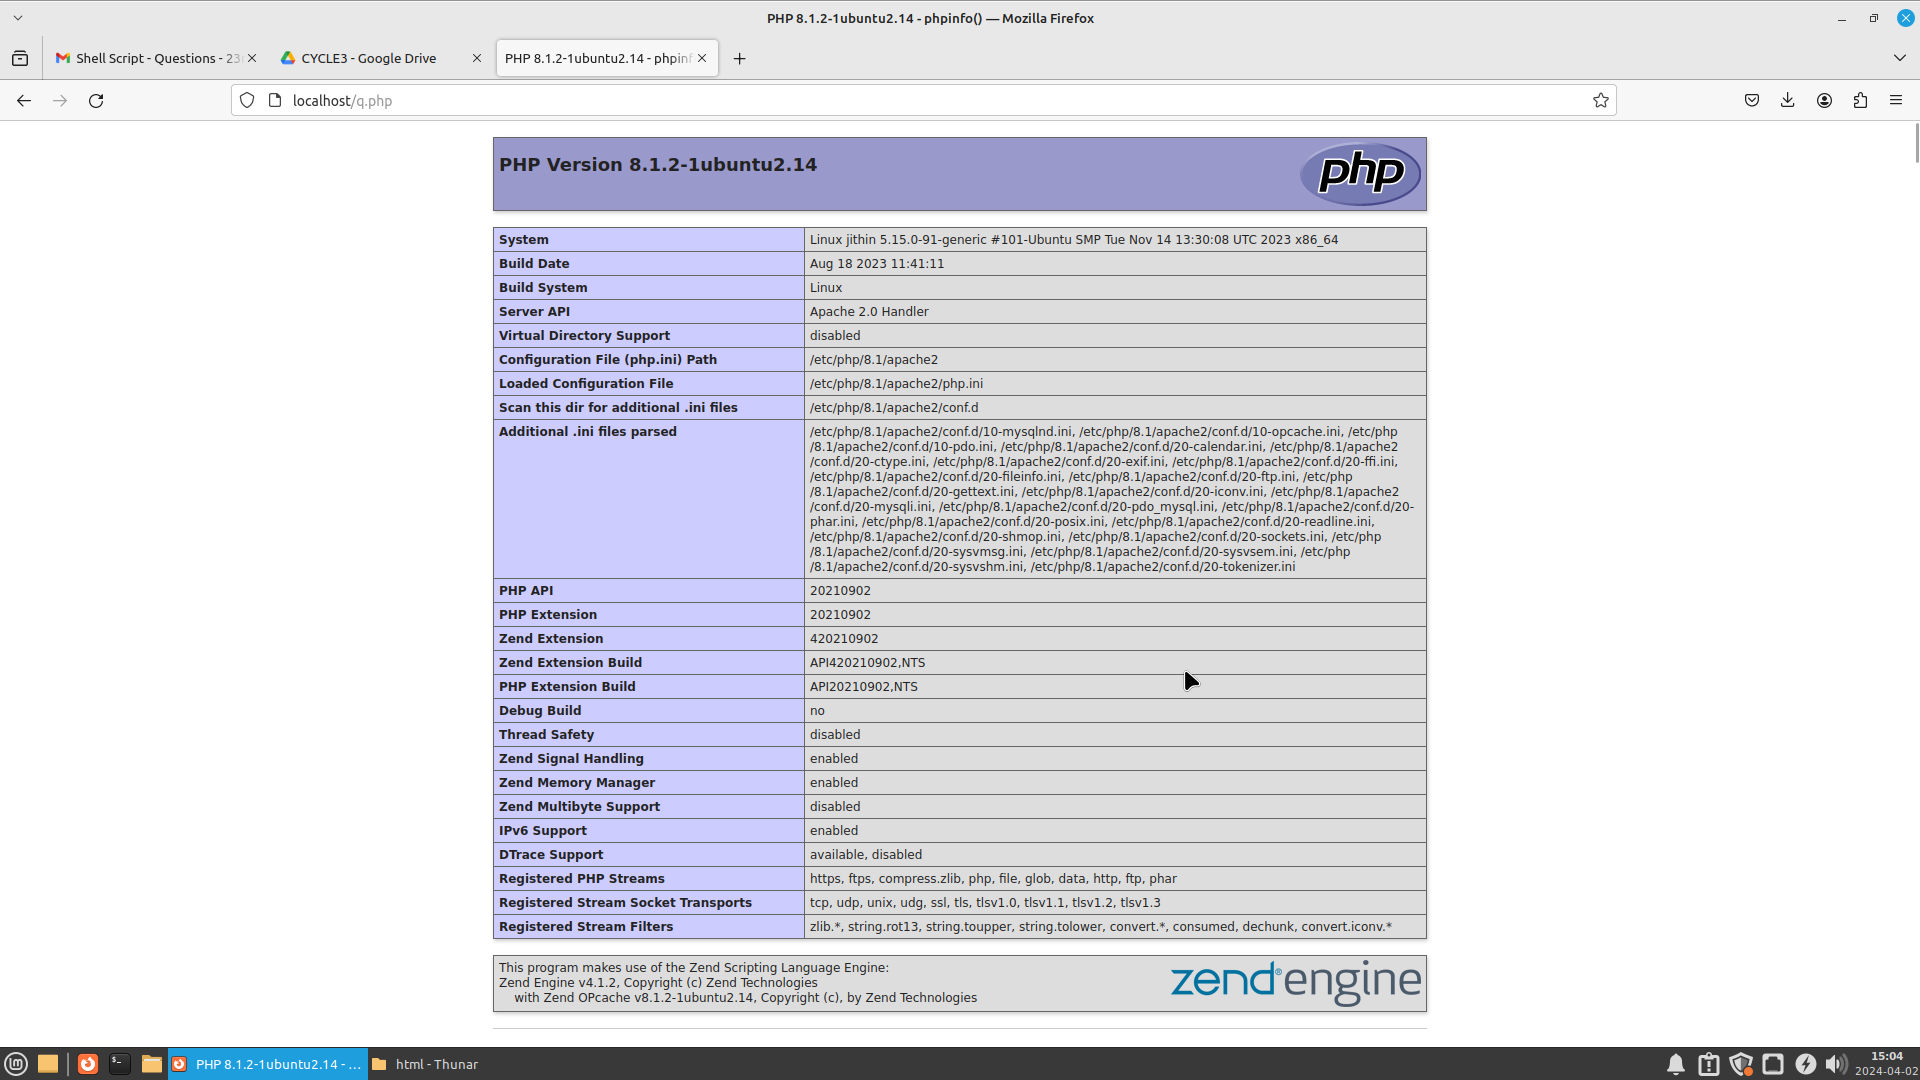 PHP 8.1.2-1ubuntu2.14 - phpinfo() — Mozilla Firefox
Shell Script - Questions - 23
CYCLE3 - Google Drive
PHP 8.1.2-1ubuntu2.14 - phpinf
localhost/q.php
PHP Version 8.1.2-1ubuntu2.14
php
System Linux jithin 5.15.0-91-generic #101-Ubuntu SMP Tue Nov 14 13:30:08 UTC 2023 x86_64
Build Date Aug 18 2023 11:41:11
Build System Linux
Server API Apache 2.0 Handler
Virtual Directory Support disabled
Configuration File (php.ini) Path /etc/php/8.1/apache2
Loaded Configuration File /etc/php/8.1/apache2/php.ini
Scan this dir for additional .ini files /etc/php/8.1/apache2/conf.d
Additional .ini files parsed /etc/php/8.1/apache2/conf.d/10-mysqlnd.ini, /etc/php/8.1/apache2/conf.d/10-opcache.ini, /etc/php
/8.1/apache2/conf.d/10-pdo.ini, /etc/php/8.1/apache2/conf.d/20-calendar.ini, /etc/php/8.1/apache2
/conf.d/20-ctype.ini, /etc/php/8.1/apache2/conf.d/20-exif.ini, /etc/php/8.1/apache2/conf.d/20-ffi.ini,
/etc/php/8.1/apache2/conf.d/20-fileinfo.ini, /etc/php/8.1/apache2/conf.d/20-ftp.ini, /etc/php
/8.1/apache2/conf.d/20-gettext.ini, /etc/php/8.1/apache2/conf.d/20-iconv.ini, /etc/php/8.1/apache2
/conf.d/20-mysqli.ini, /etc/php/8.1/apache2/conf.d/20-pdo_mysql.ini, /etc/php/8.1/apache2/conf.d/20-
phar.ini, /etc/php/8.1/apache2/conf.d/20-posix.ini, /etc/php/8.1/apache2/conf.d/20-readline.ini,
/etc/php/8.1/apache2/conf.d/20-shmop.ini, /etc/php/8.1/apache2/conf.d/20-sockets.ini, /etc/php
/8.1/apache2/conf.d/20-sysvmsg.ini, /etc/php/8.1/apache2/conf.d/20-sysvsem.ini, /etc/php
/8.1/apache2/conf.d/20-sysvshm.ini, /etc/php/8.1/apache2/conf.d/20-tokenizer.ini
PHP API 20210902
PHP Extension 20210902
Zend Extension 420210902
Zend Extension Build API420210902,NTS
PHP Extension Build API20210902,NTS
Debug Build no
Thread Safety disabled
Zend Signal Handling enabled
Zend Memory Manager enabled
Zend Multibyte Support disabled
IPv6 Support enabled
DTrace Support available, disabled
Registered PHP Streams https, ftps, compress.zlib, php, file, glob, data, http, ftp, phar
Registered Stream Socket Transports tcp, udp, unix, udg, ssl, tls, tlsv1.0, tlsv1.1, tlsv1.2, tlsv1.3
Registered Stream Filters zlib.*, string.rot13, string.toupper, string.tolower, convert.*, consumed, dechunk, convert.iconv.*
This program makes use of the Zend Scripting Language Engine:
Zend Engine v4.1.2, Copyright (c) Zend Technologies
with Zend OPcache v8.1.2-1ubuntu2.14, Copyright (c), by Zend Technologies
zend® engine
PHP 8.1.2-1ubuntu2.14 - ...
html - Thunar
15:04
2024-04-02